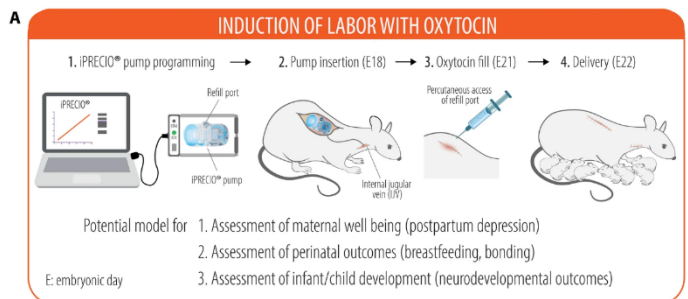 A
INDUCTION OF LABOR WITH OXYTOCIN
1. iPRECIO® pump programming
2. Pump insertion (E18)
3. Oxytocin fill (E21)
4. Delivery (E22)
iPRECIO®
Refill port
iPRECIO® pump
Internal jugular
vein (IJV)
Percutaneous access
of refill port
Potential model for
1. Assessment of maternal well being (postpartum depression)
2. Assessment of perinatal outcomes (breastfeeding, bonding)
3. Assessment of infant/child development (neurodevelopmental outcomes)
E: embryonic day